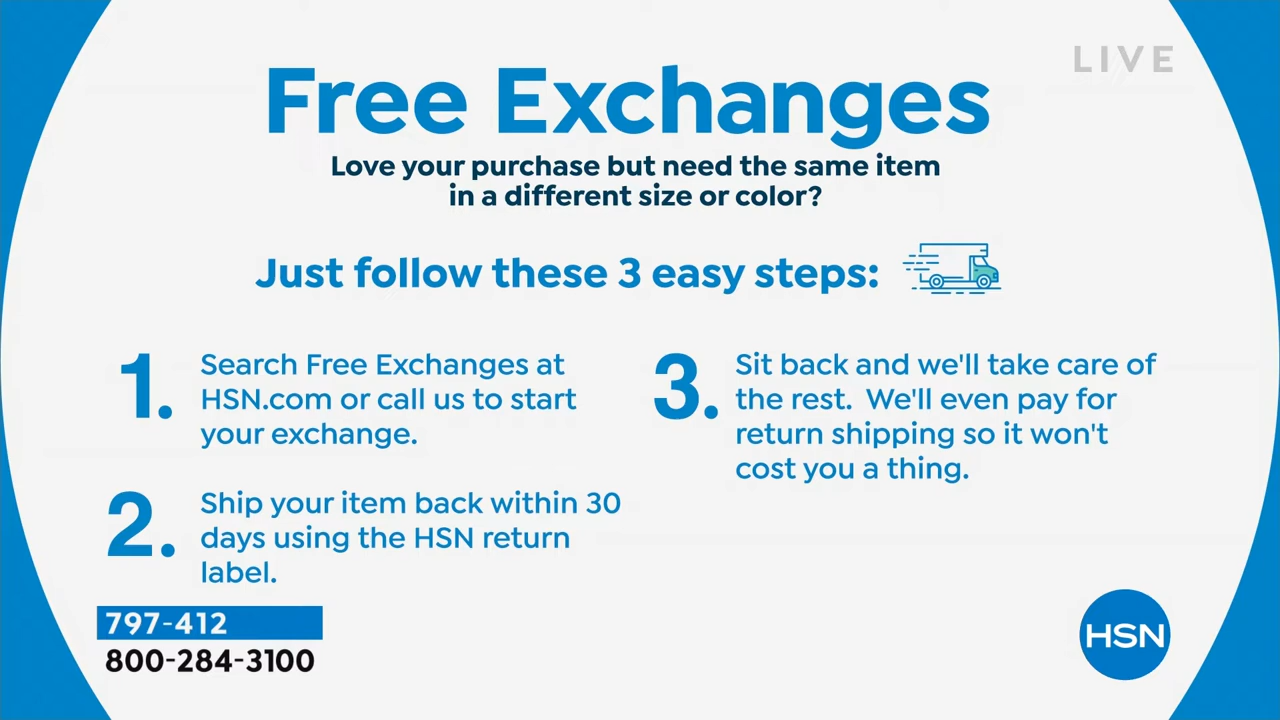 LIVE
Free Exchanges
Love your purchase but need the same item
in a different size or color?
Just follow these 3 easy steps:
1. Search Free Exchanges at
HSN.com or call us to start
your exchange.
2. Ship your item back within 30
days using the HSN return
label.
3. Sit back and we'll take care of
the rest.  We'll even pay for
return shipping so it won't
cost you a thing.
797-412
800-284-3100
HSN